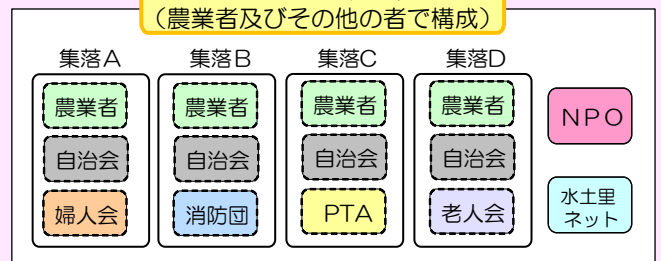 （農業者及びその他の者で構成）
集落A 集落B 集落C 集落D
農業者 農業者 農業者 農業者
NPO
自治会 自治会 自治会 自治会
婦人会 消防団 PTA 老人会
水土里
ネット